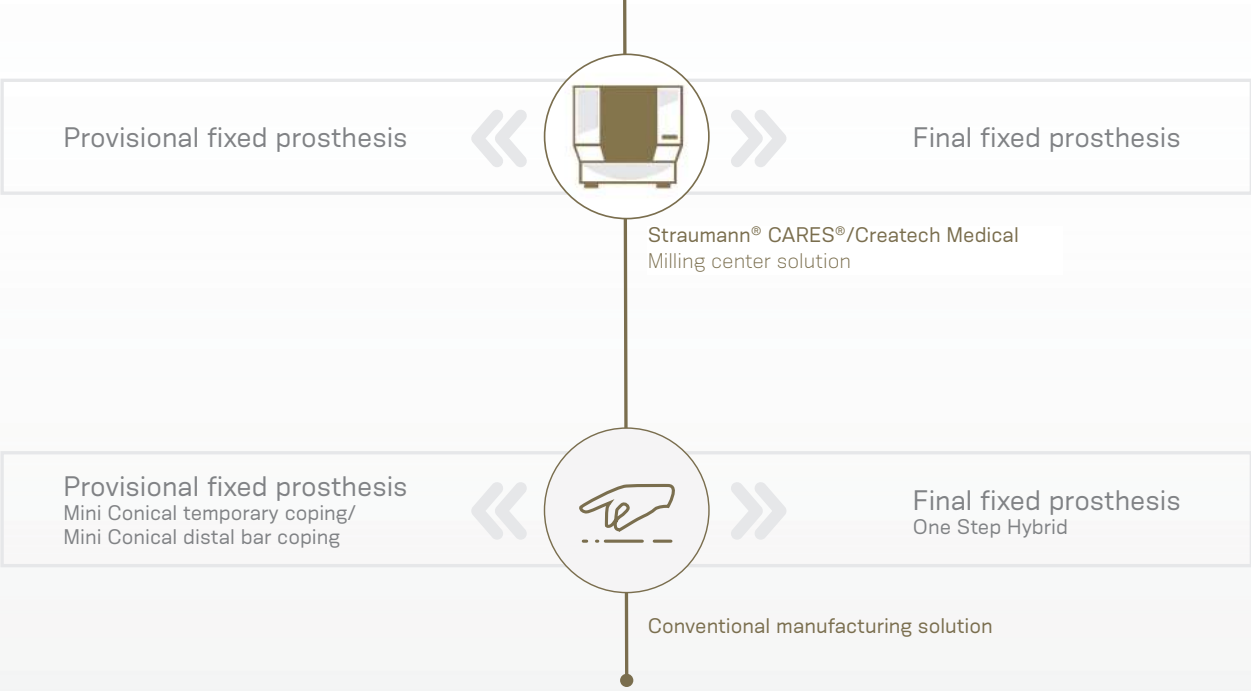 Provisional fixed prosthesis
Final fixed prosthesis
Straumann® CARES®/Createch Medical
Milling center solution
Provisional fixed prosthesis
Mini Conical temporary coping/
Mini Conical distal bar coping
Final fixed prosthesis
One Step Hybrid
Conventional manufacturing solution